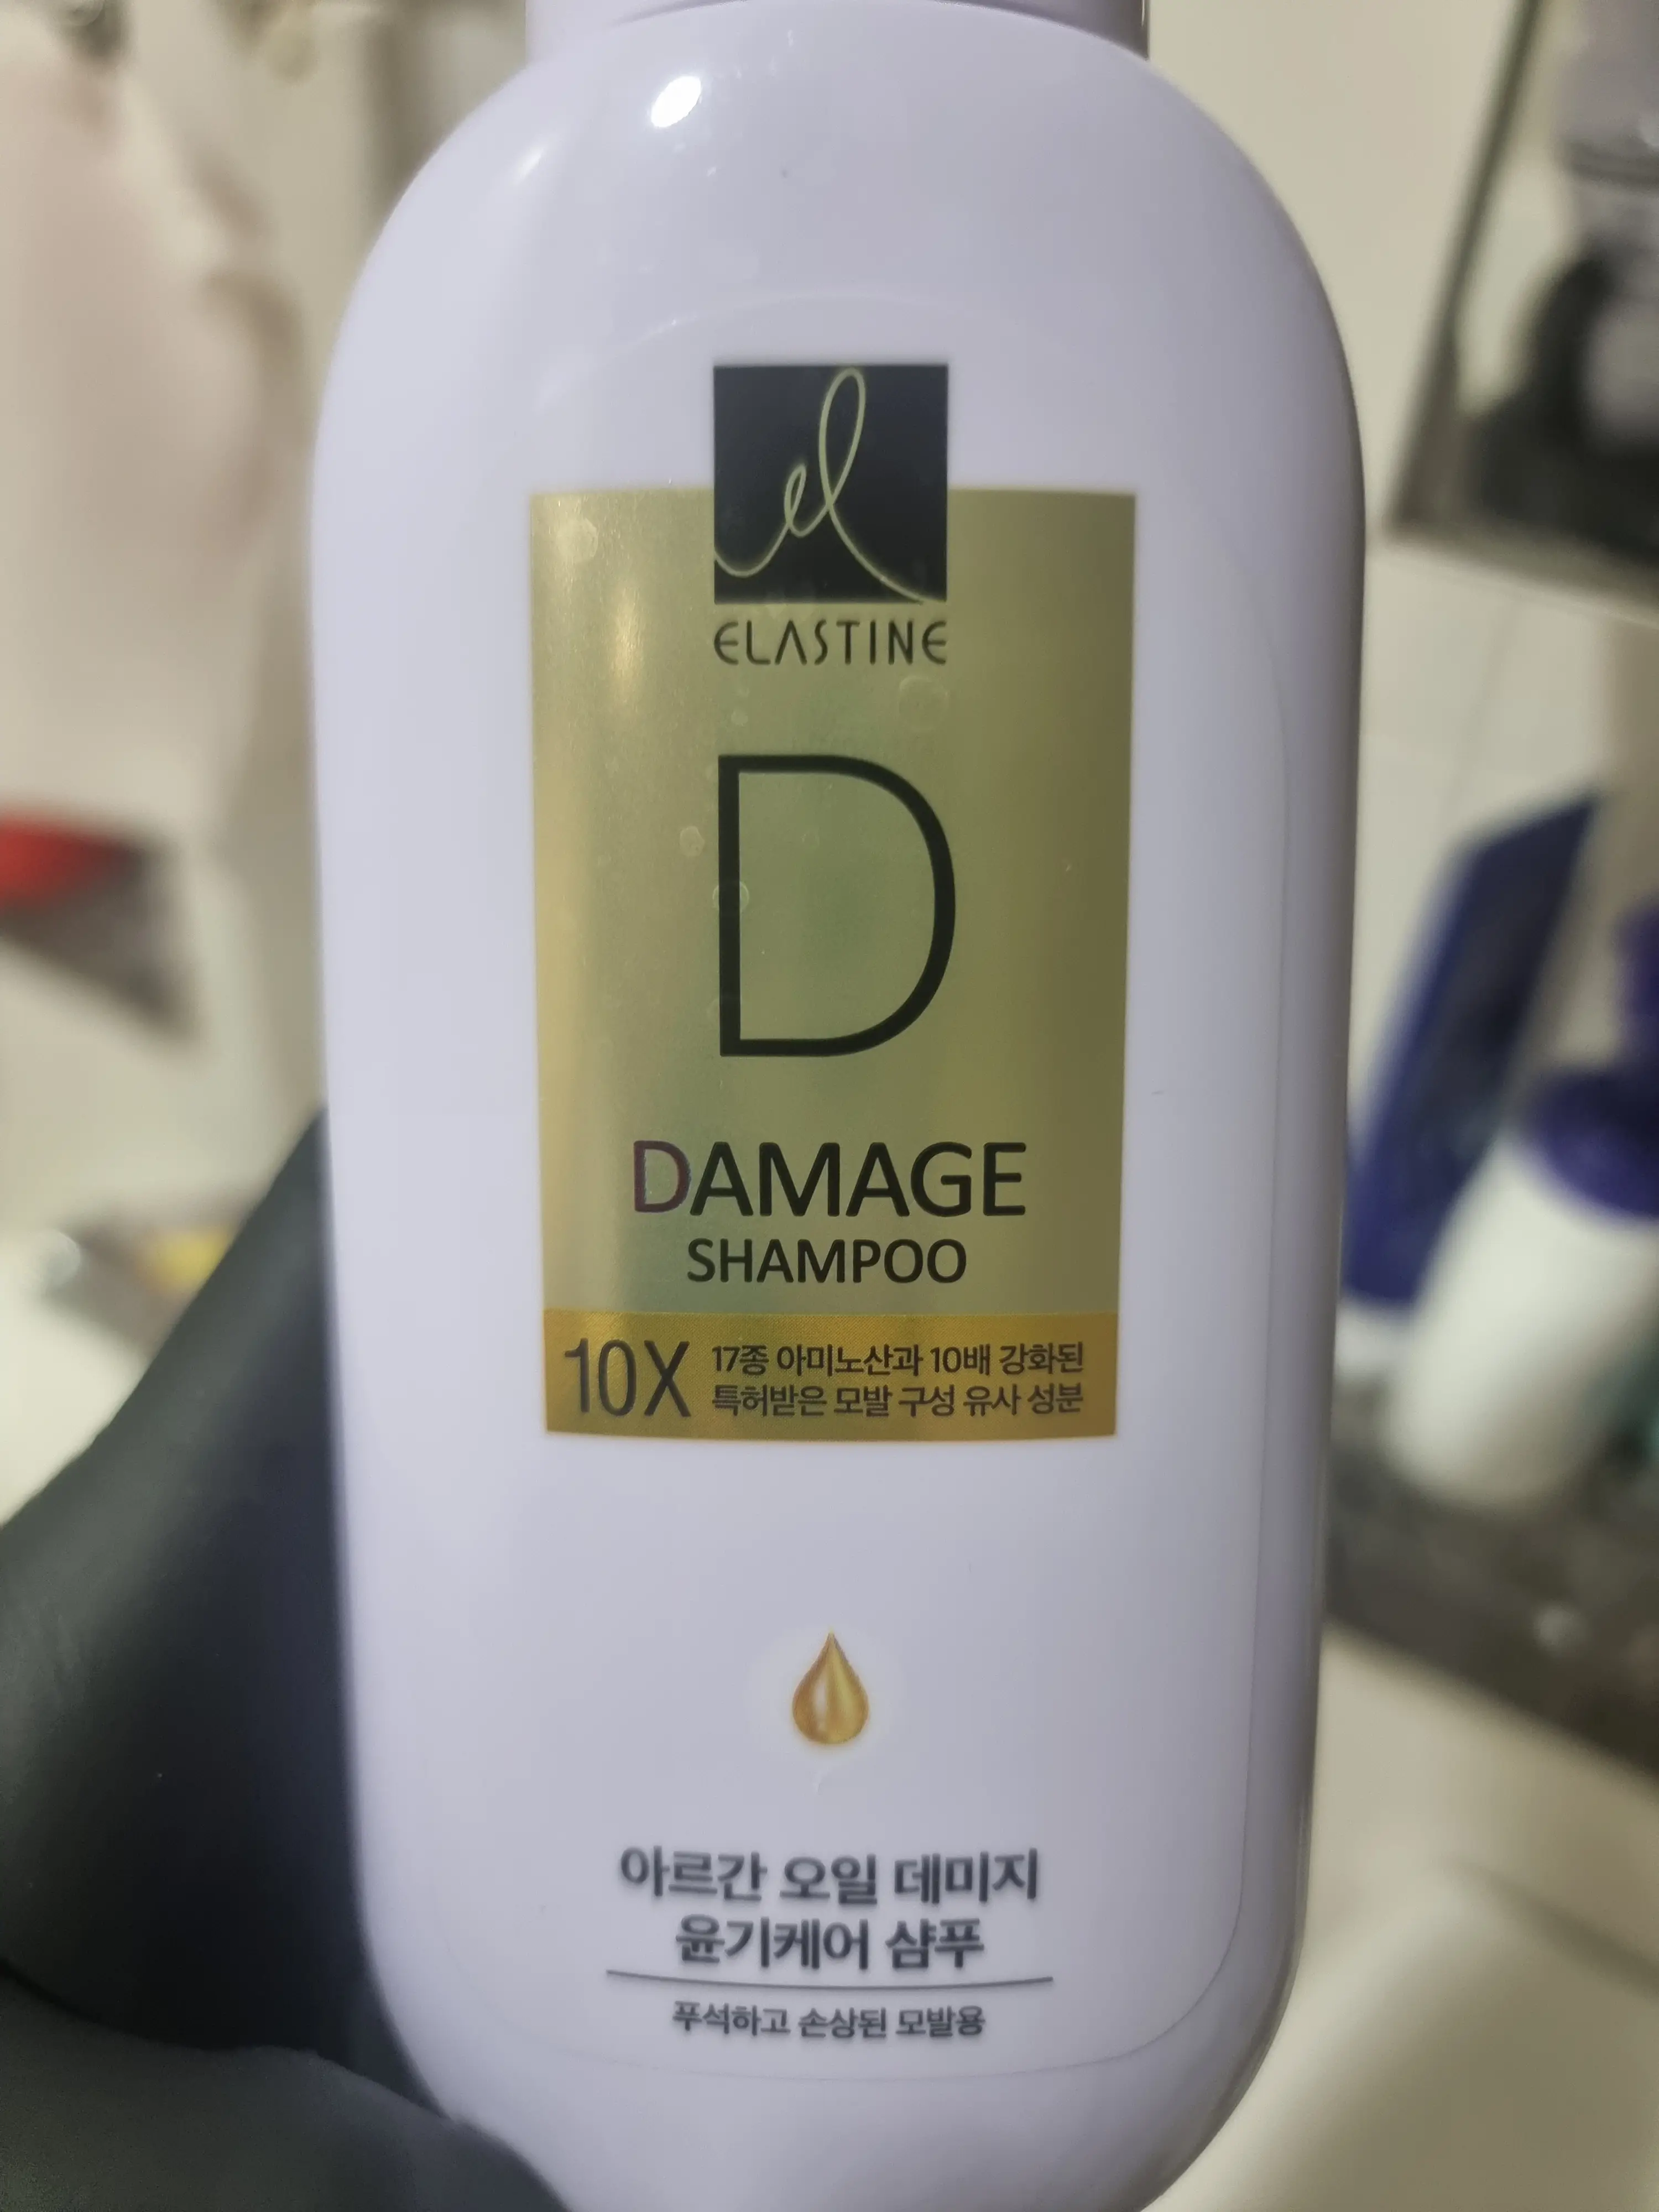 el
ELASTINE
D
DAMAGE
SHAMPOO
10X
17종 아미노산과 10배 강화된
특허받은 모발 구성 유사 성분
아르간 오일 데미지
윤기케어 샴푸
푸석하고 손상된 모발용